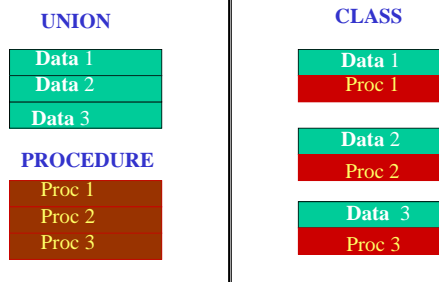 UNION
Data 1
Data 2
Data 3
PROCEDURE
Proc 1
Proc 2
Proc 3
CLASS
Data 1
Proc 1
Data 2
Proc 2
Data 3
Proc 3